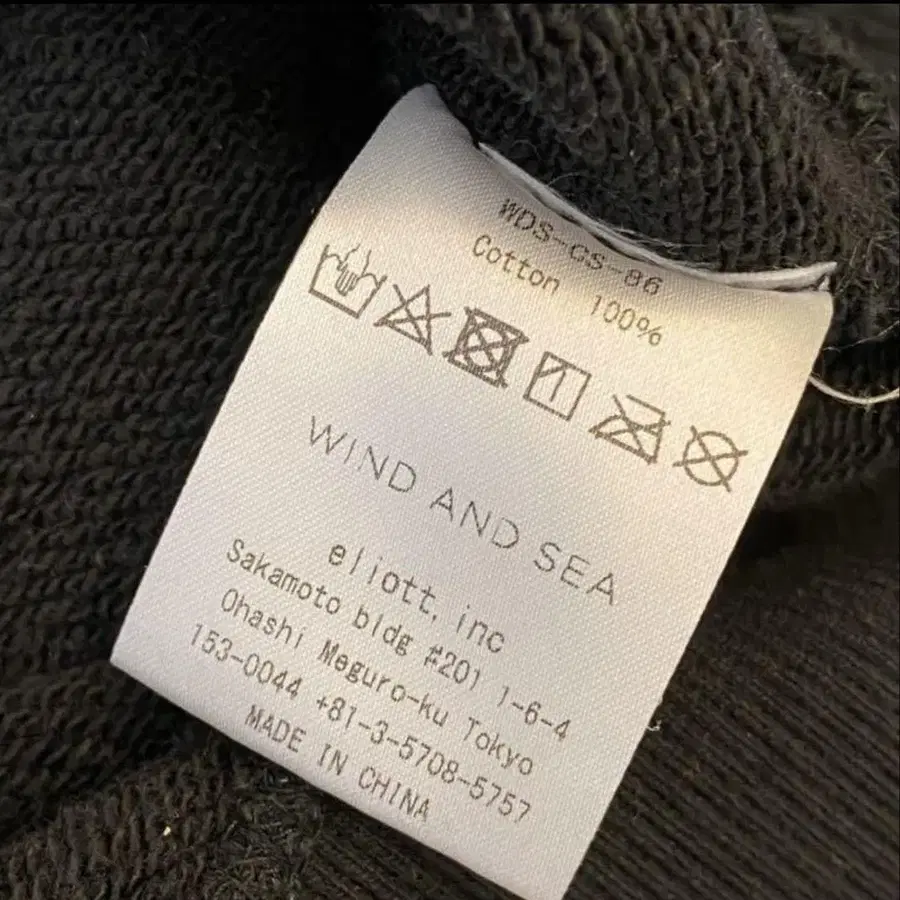 WDS-CS-86
Cotton 100%
WIND AND SEA
eliott, inc
Sakamoto bldg #201 1-6-4
Ohashi Meguro-ku Tokyo
153-0044 +81-3-5708-5757
MADE IN CHINA